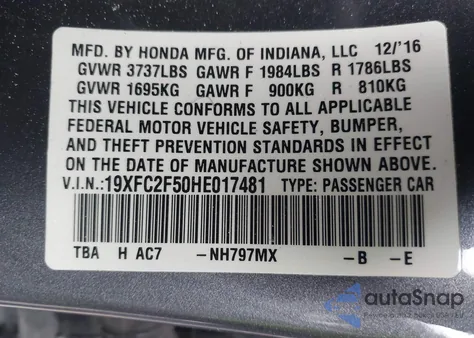 MFD. BY HONDA MFG. OF INDIANA, LLC 12/'16
GVWR 3737LBS GAWR F 1984LBS R 1786LBS
GVWR 1695KG GAWR F 900KG R 810KG
THIS VEHICLE CONFORMS TO ALL APPLICABLE
FEDERAL MOTOR VEHICLE SAFETY, BUMPER,
AND THEFT PREVENTION STANDARDS IN EFFECT
ON THE DATE OF MANUFACTURE SHOWN ABOVE.
V.I.N.:19XFC2F50HE017481 TYPE: PASSENGER CAR
TBA H AC7 -NH797MX -B -E
autoSnap